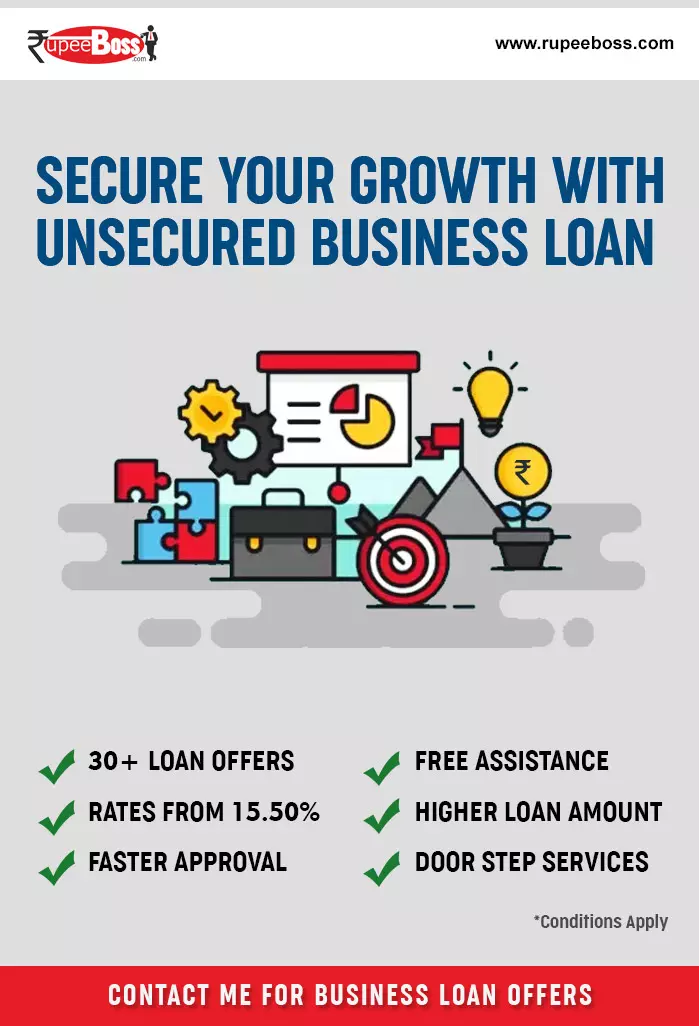 ₹upeeBoss
.com
www.rupeeboss.com
SECURE YOUR GROWTH WITH
UNSECURED BUSINESS LOAN
₹
30+ LOAN OFFERS
RATES FROM 15.50%
FASTER APPROVAL
FREE ASSISTANCE
HIGHER LOAN AMOUNT
DOOR STEP SERVICES
*Conditions Apply
CONTACT ME FOR BUSINESS LOAN OFFERS